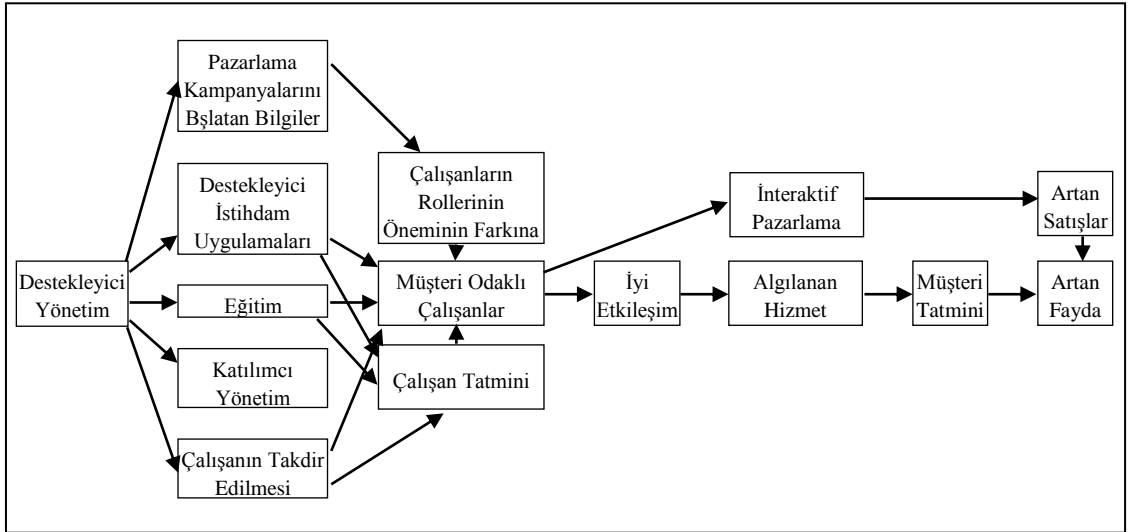 Pazarlama
Kampanyalarını
Bşlatan Bilgiler
Destekleyici
İstihdam
Uygulamaları
Çalışanların
Rollerinin
Öneminin Farkına
İnteraktif
Pazarlama
Artan
Satışlar
Destekleyici
Yönetim
Eğitim
Müşteri Odaklı
Çalışanlar
İyi
Etkileşim
Algılanan
Hizmet
Müşteri
Tatmini
Artan
Fayda
Katılımcı
Yönetim
Çalışan Tatmini
Çalışanın Takdir
Edilmesi